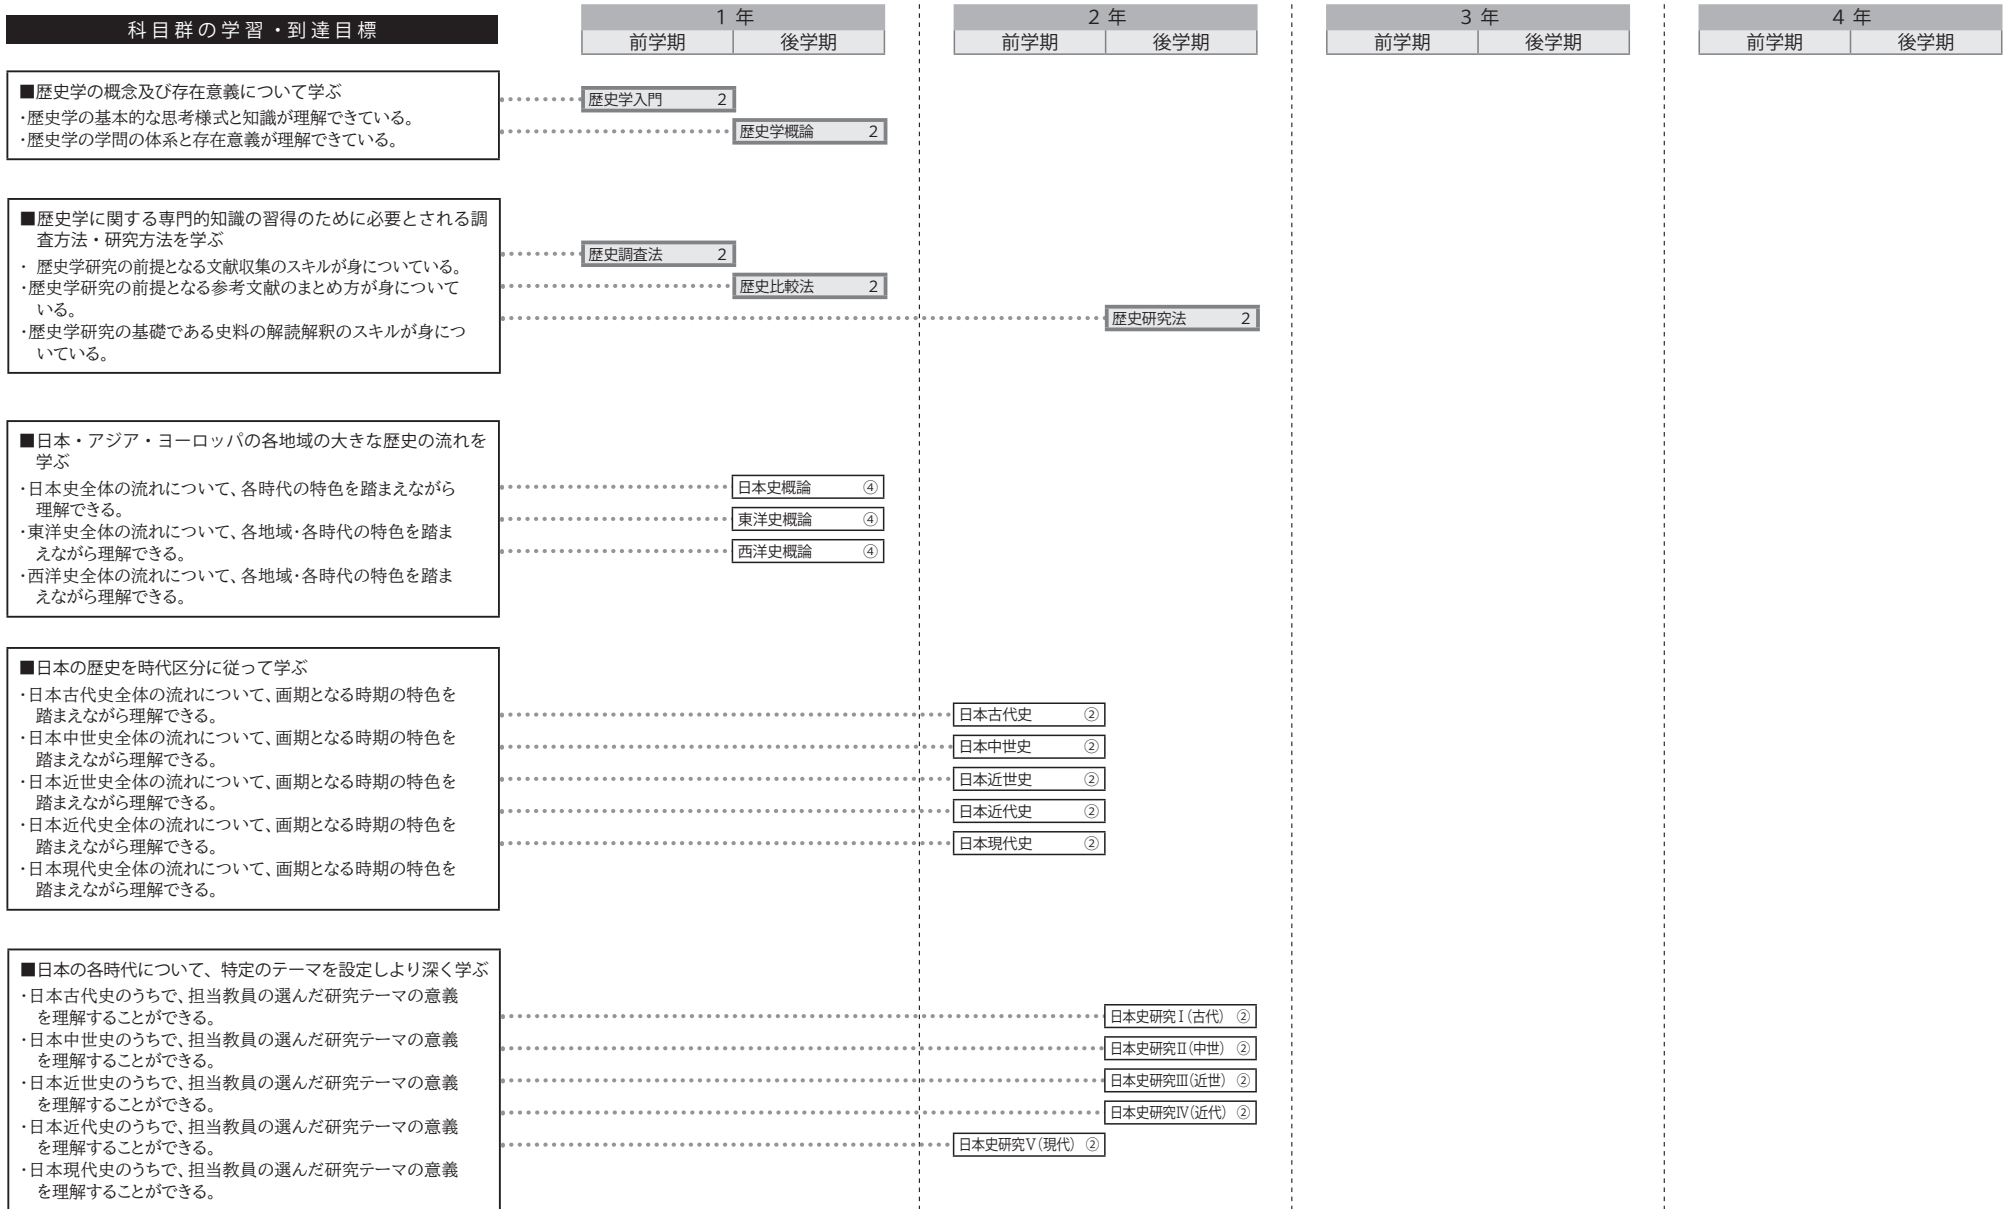 科目群の学習・到達目標
1 年
前学期
後学期
2 年
前学期
後学期
3 年
前学期
後学期
4 年
前学期
後学期
■歴史学の概念及び存在意義について学ぶ
・歴史学の基本的な思考様式と知識が理解できている。
・歴史学の学問の体系と存在意義が理解できている。
歴史学入門 2
歴史学概論 2
■歴史学に関する専門的知識の習得のために必要とされる調
査方法・研究方法を学ぶ
・ 歴史学研究の前提となる文献収集のスキルが身についている。
・歴史学研究の前提となる参考文献のまとめ方が身について
いる。
・歴史学研究の基礎である史料の解読解釈のスキルが身につ
いている。
歴史調査法 2
歴史比較法 2
歴史研究法 2
■日本・アジア・ヨーロッパの各地域の大きな歴史の流れを
学ぶ
・日本史全体の流れについて、各時代の特色を踏まえながら
理解できる。
・東洋史全体の流れについて、各地域・各時代の特色を踏ま
えながら理解できる。
・西洋史全体の流れについて、各地域・各時代の特色を踏ま
えながら理解できる。
日本史概論 ④
東洋史概論 ④
西洋史概論 ④
■日本の歴史を時代区分に従って学ぶ
・日本古代史全体の流れについて、画期となる時期の特色を
踏まえながら理解できる。
・日本中世史全体の流れについて、画期となる時期の特色を
踏まえながら理解できる。
・日本近世史全体の流れについて、画期となる時期の特色を
踏まえながら理解できる。
・日本近代史全体の流れについて、画期となる時期の特色を
踏まえながら理解できる。
・日本現代史全体の流れについて、画期となる時期の特色を
踏まえながら理解できる。
日本古代史 ②
日本中世史 ②
日本近世史 ②
日本近代史 ②
日本現代史 ②
■日本の各時代について、特定のテーマを設定しより深く学ぶ
・日本古代史のうちで、担当教員の選んだ研究テーマの意義
を理解することができる。
・日本中世史のうちで、担当教員の選んだ研究テーマの意義
を理解することができる。
・日本近世史のうちで、担当教員の選んだ研究テーマの意義
を理解することができる。
・日本近代史のうちで、担当教員の選んだ研究テーマの意義
を理解することができる。
・日本現代史のうちで、担当教員の選んだ研究テーマの意義
を理解することができる。
日本史研究Ⅰ(古代) ②
日本史研究Ⅱ(中世) ②
日本史研究Ⅲ(近世) ②
日本史研究Ⅳ(近代) ②
日本史研究Ⅴ(現代) ②